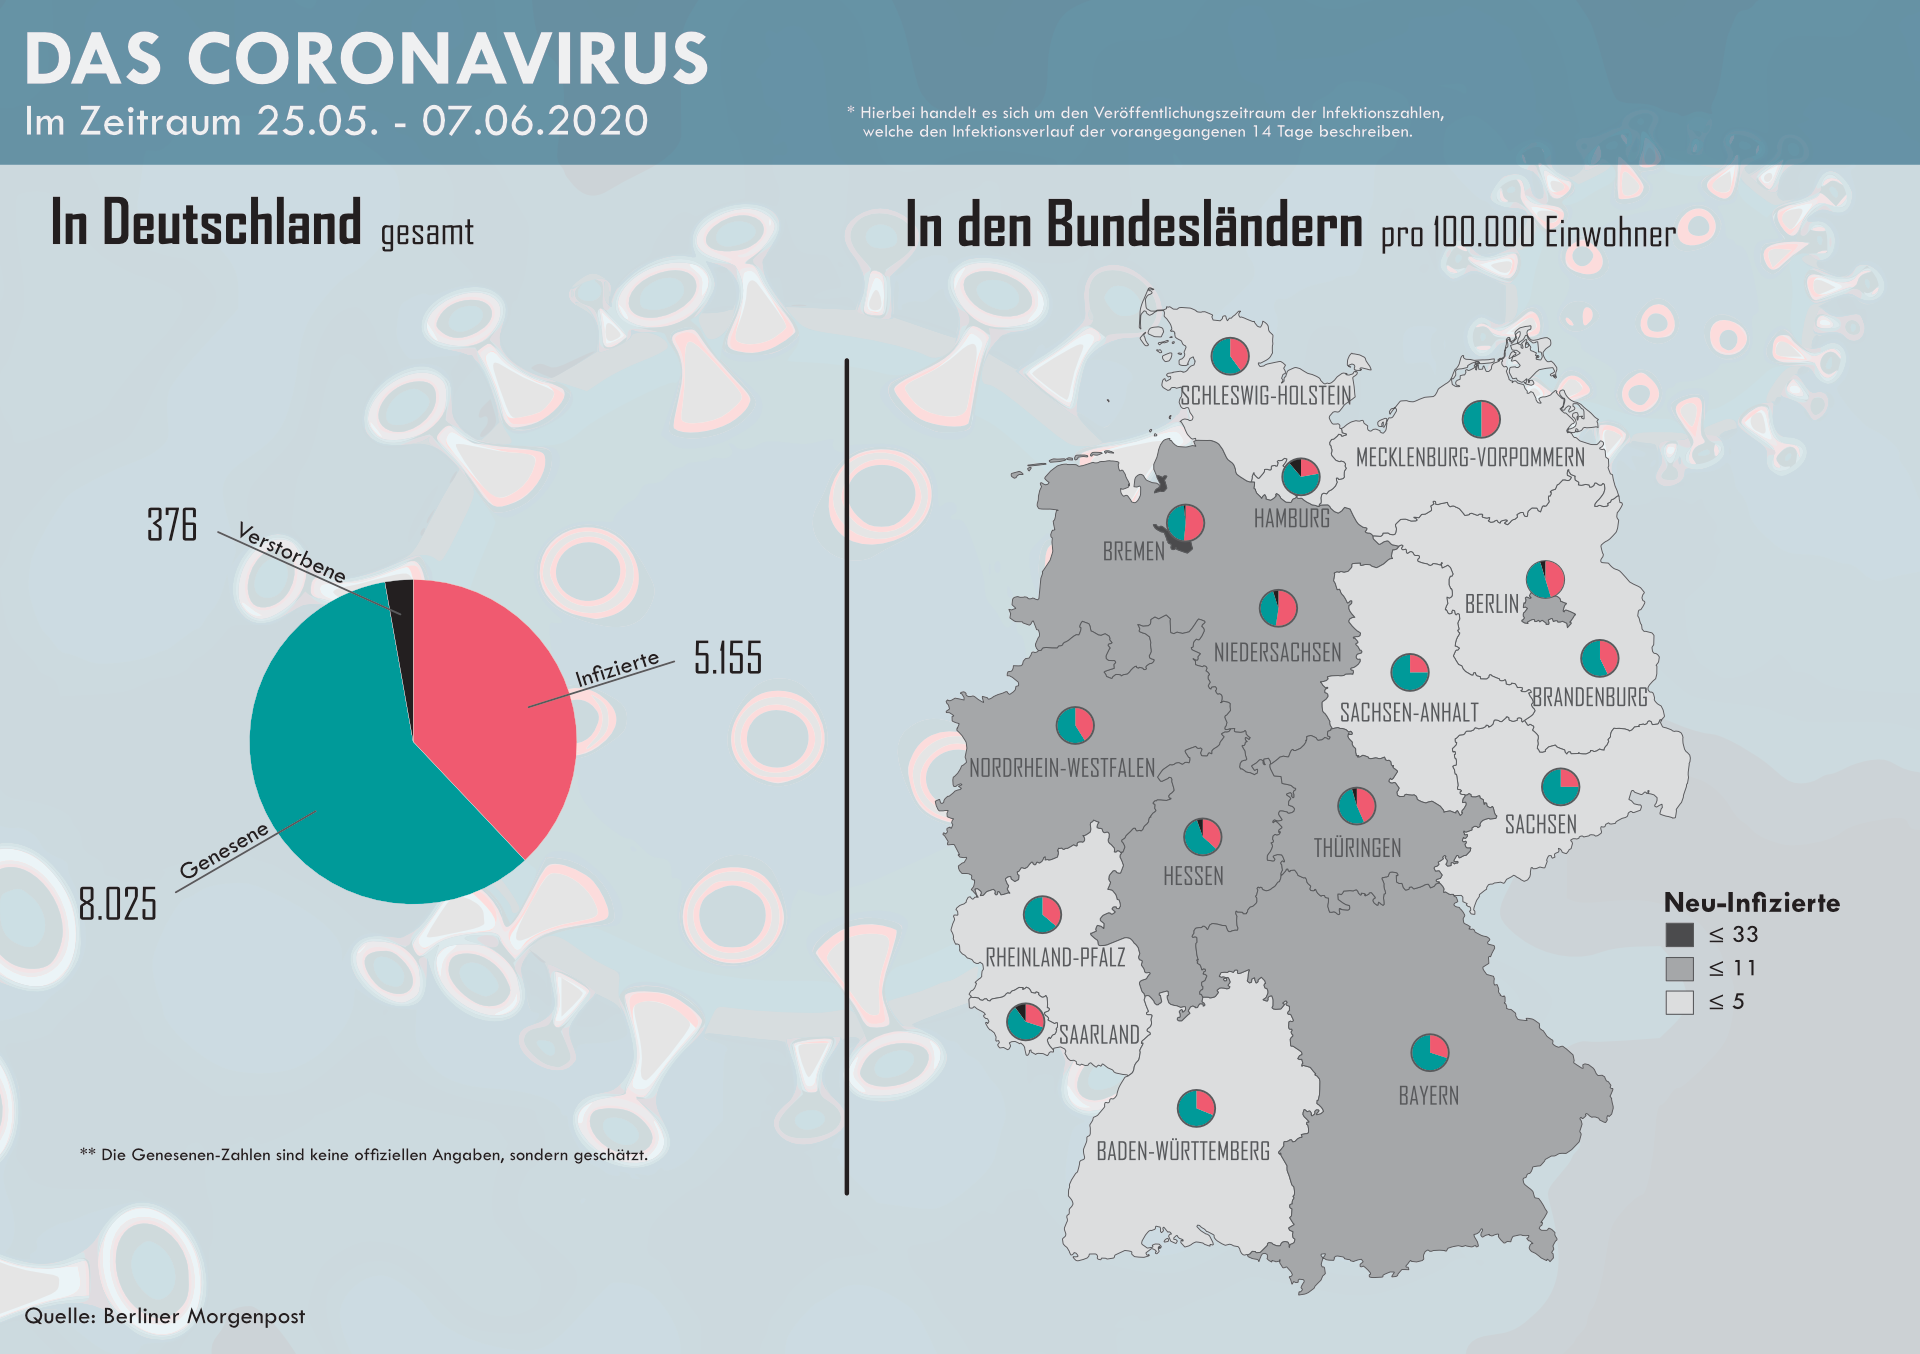 DAS CORONAVIRUS
Im Zeitraum 25.05. - 07.06.2020
* Hierbei handelt es sich um den Veröffentlichungszeitraum der Infektionszahlen,
welche den Infektionsverlauf der vorangegangenen 14 Tage beschreiben.
In Deutschland gesamt
376
Verstorbene
Infizierte
5.155
Genesene
8.025
** Die Genesenen-Zahlen sind keine offiziellen Angaben, sondern geschätzt.
Quelle: Berliner Morgenpost
In den Bundesländern pro 100.000 Einwohner
SCHLESWIG-HOLSTEIN
MECKLENBURG-VORPOMMERN
HAMBURG
BREMEN
BERLIN
NIEDERSACHSEN
BRANDENBURG
SACHSEN-ANHALT
NORDRHEIN-WESTFALEN
SACHSEN
THÜRINGEN
HESSEN
RHEINLAND-PFALZ
SAARLAND
BAYERN
BADEN-WÜRTTEMBERG
Neu-Infizierte
≤ 33
≤ 11
≤ 5